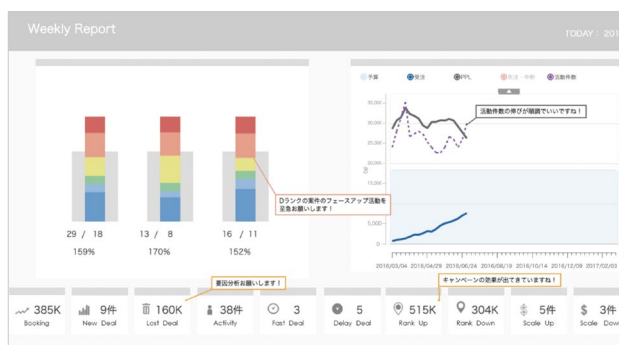 Weekly Report
TODAY : 201
予算
受注
PPL
失注・中断
活動件数
35,000
30,000
25,000
20,000
15,000
10,000
5,000
0
活動件数の伸びが順調でいいですね!
Dランクの案件のフェースアップ活動を
至急お願いします!
29 / 18
13 / 8
16 / 11
159%
170%
152%
2016/03/04 2016/04/29 2016/06/24 2016/08/19 2016/10/14 2016/12/09 2017/02/03
要因分析お願いします!
キャンペーンの効果が出てきていますね!
385K
Booking
9件
New Deal
160K
Lost Deal
38件
Activity
3
Fast Deal
5
Delay Deal
515K
Rank Up
304K
Rank Down
5件
Scale Up
3件
Scale Down